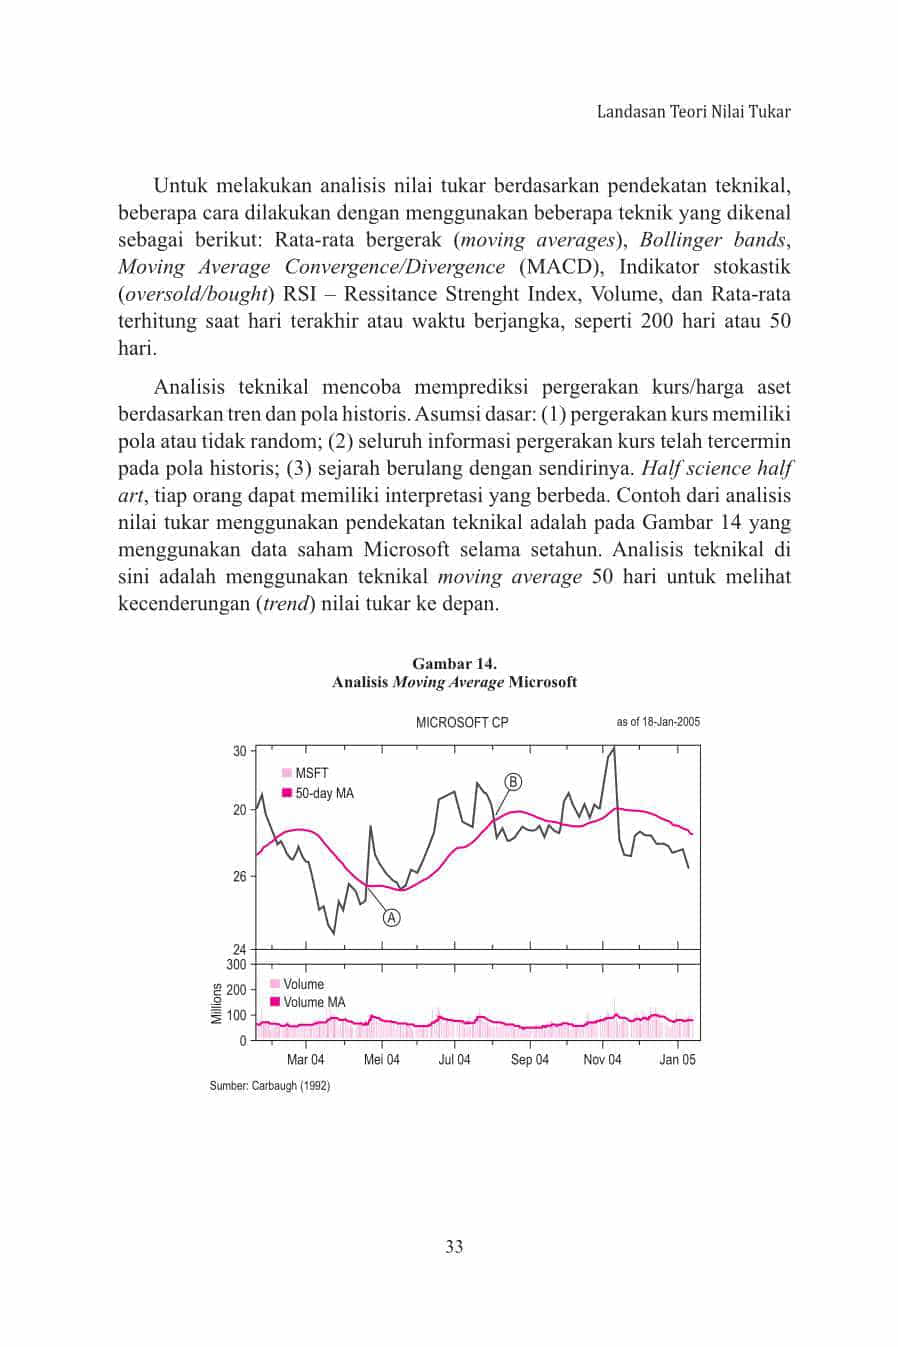 Landasan Teori Nilai Tukar
Untuk melakukan analisis nilai tukar berdasarkan pendekatan teknikal,
beberapa cara dilakukan dengan menggunakan beberapa teknik yang dikenal
sebagai berikut: Rata-rata bergerak (moving averages), Bollinger bands,
Moving Average Convergence/Divergence (MACD), Indikator stokastik
(oversold/bought) RSI – Ressitance Strenght Index, Volume, dan Rata-rata
terhitung saat hari terakhir atau waktu berjangka, seperti 200 hari atau 50
hari.
Analisis teknikal mencoba memprediksi pergerakan kurs/harga aset
berdasarkan tren dan pola historis. Asumsi dasar: (1) pergerakan kurs memiliki
pola atau tidak random; (2) seluruh informasi pergerakan kurs telah tercermin
pada pola historis; (3) sejarah berulang dengan sendirinya. Half science half
art, tiap orang dapat memiliki interpretasi yang berbeda. Contoh dari analisis
nilai tukar menggunakan pendekatan teknikal adalah pada Gambar 14 yang
menggunakan data saham Microsoft selama setahun. Analisis teknikal di
sini adalah menggunakan teknikal moving average 50 hari untuk melihat
kecenderungan (trend) nilai tukar ke depan.
Gambar 14.
Analisis Moving Average Microsoft
MICROSOFT CP
as of 18-Jan-2005
30
MSFT
50-day MA
B
20
26
A
24
300
Volume
200
Volume MA
Millions
100
0
Mar 04 Mei 04 Jul 04 Sep 04 Nov 04 Jan 05
Sumber: Carbaugh (1992)
33